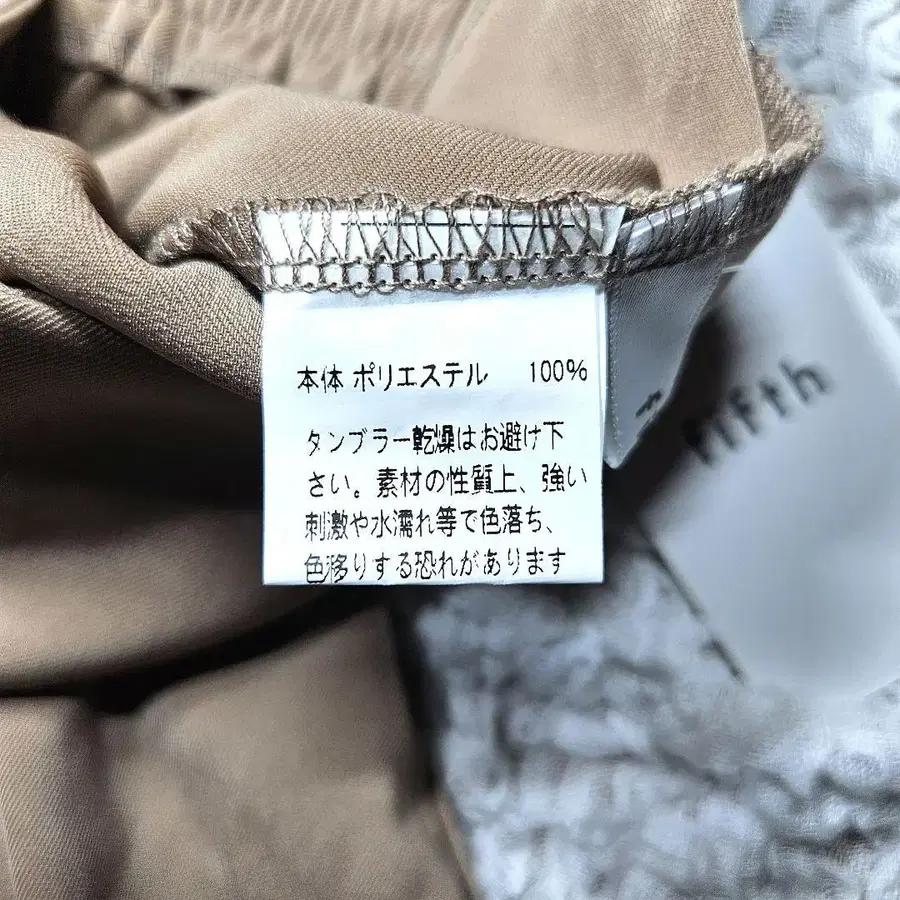 本体 ポリエステル 100%
タンブラー乾燥はお避け下
さい。素材の性質上、強い
刺激や水濡れ等で色落ち、
色移りする恐れがあります
fifth